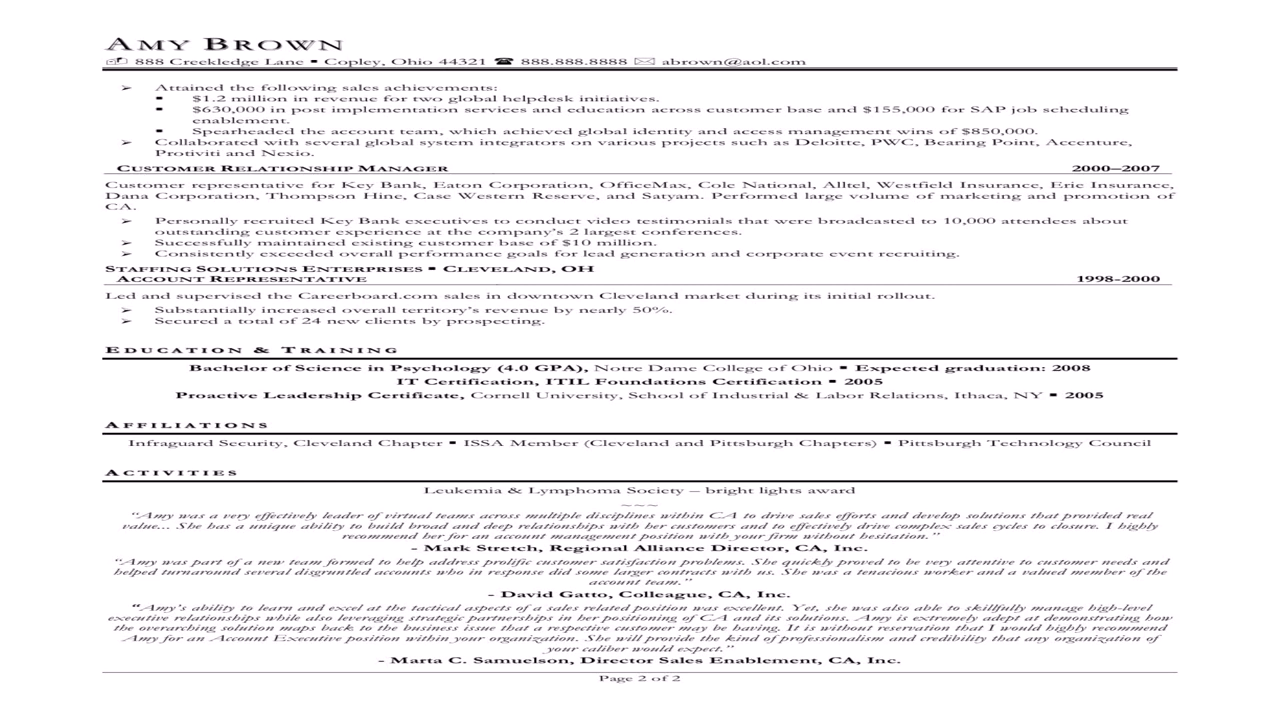 AMY BROWN
888 Creekledge Lane ▪ Copley, Ohio 44321 ☎ 888.888.8888 ✉ abrown@aol.com
➢ Attained the following sales achievements:
▪ $1.2 million in revenue for two global helpdesk initiatives.
▪ $630,000 in post implementation services and education across customer base and $155,000 for SAP job scheduling
enablement.
▪ Spearheaded the account team, which achieved global identity and access management wins of $850,000.
➢ Collaborated with several global system integrators on various projects such as Deloitte, PWC, Bearing Point, Accenture,
Protiviti and Nexio.
CUSTOMER RELATIONSHIP MANAGER 2000–2007
Customer representative for Key Bank, Eaton Corporation, OfficeMax, Cole National, Alltel, Westfield Insurance, Eric Insurance,
Dana Corporation, Thompson Hine, Case Western Reserve, and Satyam. Performed large volume of marketing and promotion of
CA.
➢ Personally recruited Key Bank executives to conduct video testimonials that were broadcasted to 10,000 attendees about
outstanding customer experience at the company's 2 largest conferences.
➢ Successfully maintained existing customer base of $10 million.
➢ Consistently exceeded overall performance goals for lead generation and corporate event recruiting.
STAFFING SOLUTIONS ENTERPRISES ▪ CLEVELAND, OH
ACCOUNT REPRESENTATIVE 1998-2000
Led and supervised the Careerboard.com sales in downtown Cleveland market during its initial rollout.
➢ Substantially increased overall territory's revenue by nearly 50%.
➢ Secured a total of 24 new clients by prospecting.
EDUCATION & TRAINING
Bachelor of Science in Psychology (4.0 GPA), Notre Dame College of Ohio ▪ Expected graduation: 2008
IT Certification, ITIL Foundations Certification ▪ 2005
Proactive Leadership Certificate, Cornell University, School of Industrial & Labor Relations, Ithaca, NY ▪ 2005
AFFILIATIONS
Infraguard Security, Cleveland Chapter ▪ ISSA Member (Cleveland and Pittsburgh Chapters) ▪ Pittsburgh Technology Council
ACTIVITIES
Leukemia & Lymphoma Society – bright lights award
~~~
"Amy was a very effectively leader of virtual teams across multiple disciplines within CA to drive sales efforts and develop solutions that provided real
value... She has a unique ability to build broad and deep relationships with her customers and to effectively drive complex sales cycles to closure. I highly
recommend her for an account management position with your firm without hesitation."
- Mark Stretch, Regional Alliance Director, CA, Inc.
"Amy was part of a new team formed to help address prolific customer satisfaction problems. She quickly proved to be very attentive to customer needs and
helped turnaround several disgruntled accounts who in response did some larger contracts with us. She was a tenacious worker and a valued member of the
account team."
- David Gatto, Colleague, CA, Inc.
"Amy's ability to learn and excel at the tactical aspects of a sales related position was excellent. Yet, she was also able to skillfully manage high-level
executive relationships while also leveraging strategic partnerships in her positioning of CA and its solutions. Amy is extremely adept at demonstrating how
the overarching solution maps back to the business issue that a respective customer may be having. It is without reservation that I would highly recommend
Amy for an Account Executive position within your organization. She will provide the kind of professionalism and credibility that any organization of
your caliber would expect."
- Marta C. Samuelson, Director Sales Enablement, CA, Inc.
Page 2 of 2